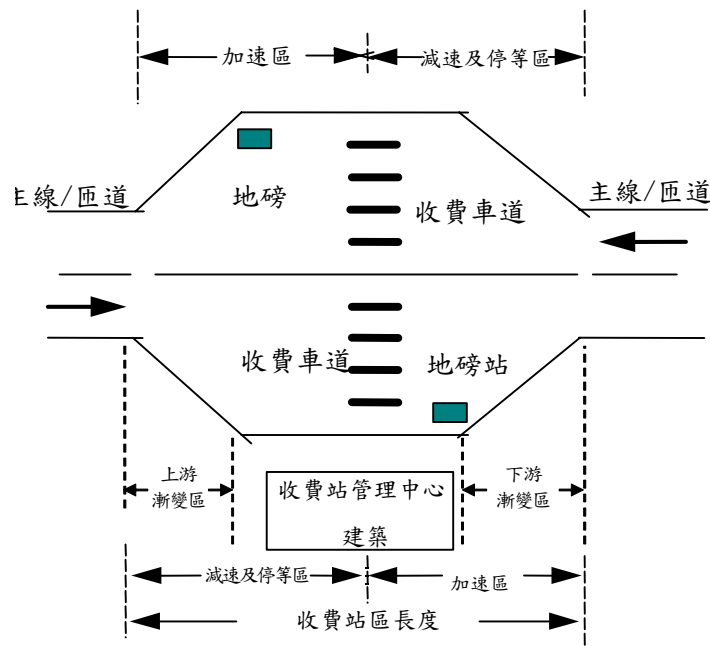 加速區
減速及停等區
主線/匝道
地磅
收費車道
主線/匝道
收費車道
地磅站
上游
漸變區
收費站管理中心
建築
下游
漸變區
減速及停等區
加速區
收費站區長度